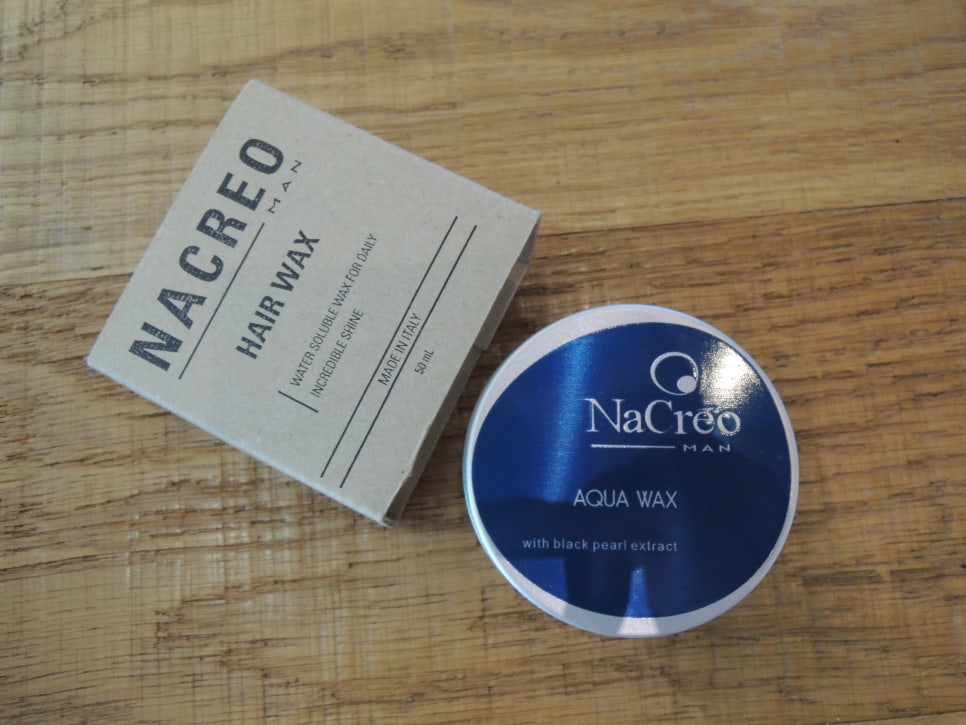 NACREO
MAN
HAIR WAX
WATER SOLUBLE WAX FOR DAILY
INCREDIBLE SHINE
MADE IN ITALY
50 mL
NaCreo
MAN
AQUA WAX
with black pearl extract